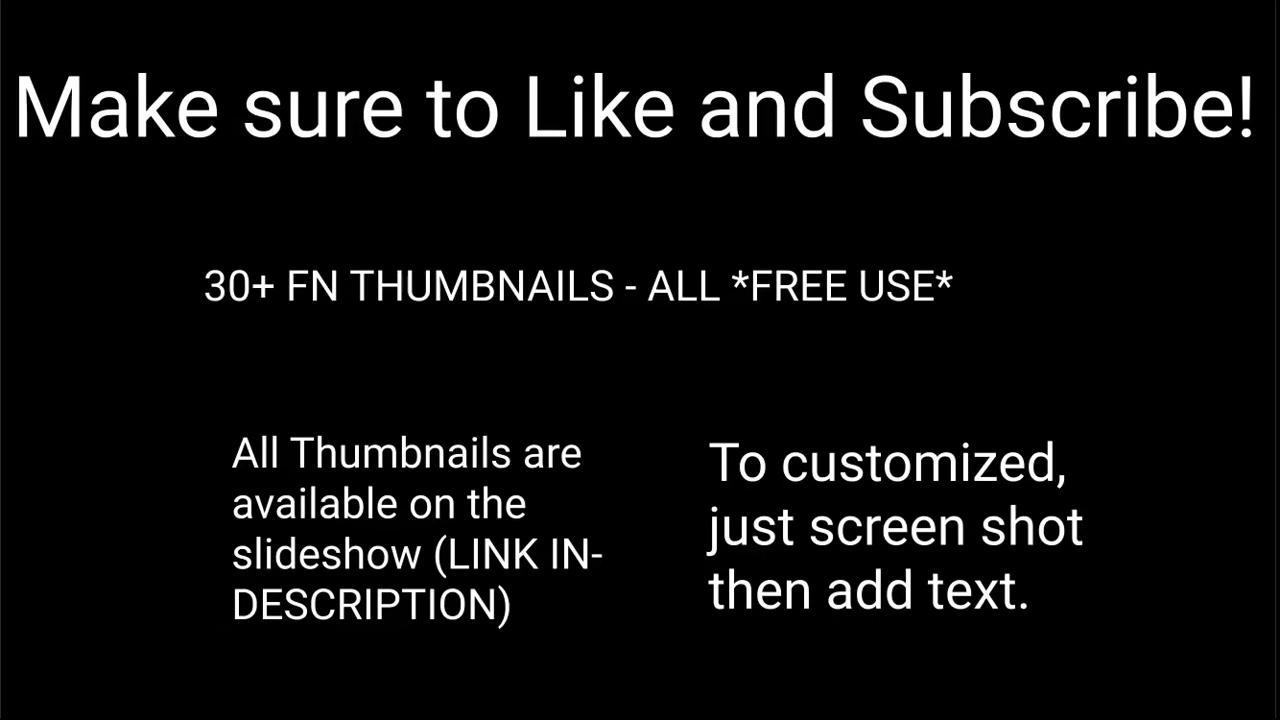 Make sure to Like and Subscribe!
30+ FN THUMBNAILS - ALL *FREE USE*
All Thumbnails are
available on the
slideshow (LINK IN-
DESCRIPTION)
To customized,
just screen shot
then add text.